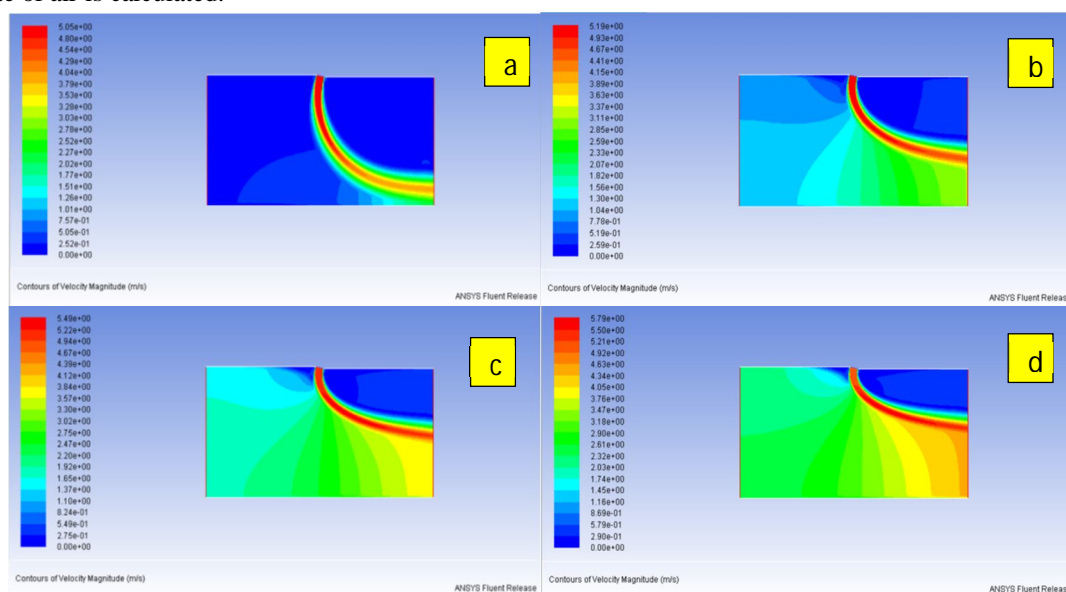 e of air is calculated.
5.05e+00
4.80e+00
4.54e+00
4.29e+00
4.04e+00
3.79e+00
3.53e+00
3.28e+00
3.03e+00
2.78e+00
2.52e+00
2.27e+00
2.02e+00
1.77e+00
1.51e+00
1.26e+00
1.01e+00
7.57e-01
5.05e-01
2.52e-01
0.00e+00
a
Contours of Velocity Magnitude (m/s)
ANSYS Fluent Release
5.19e+00
4.93e+00
4.67e+00
4.41e+00
4.15e+00
3.89e+00
3.63e+00
3.37e+00
3.11e+00
2.85e+00
2.59e+00
2.33e+00
2.07e+00
1.82e+00
1.56e+00
1.30e+00
1.04e+00
7.78e-01
5.19e-01
2.59e-01
0.00e+00
b
Contours of Velocity Magnitude (m/s)
ANSYS Fluent Release
5.49e+00
5.22e+00
4.94e+00
4.67e+00
4.39e+00
4.12e+00
3.84e+00
3.57e+00
3.30e+00
3.02e+00
2.75e+00
2.47e+00
2.20e+00
1.92e+00
1.65e+00
1.37e+00
1.10e+00
8.24e-01
5.49e-01
2.75e-01
0.00e+00
c
Contours of Velocity Magnitude (m/s)
ANSYS Fluent Release
5.79e+00
5.50e+00
5.21e+00
4.92e+00
4.63e+00
4.34e+00
4.05e+00
3.76e+00
3.47e+00
3.18e+00
2.90e+00
2.61e+00
2.32e+00
2.03e+00
1.74e+00
1.45e+00
1.16e+00
8.69e-01
5.79e-01
2.90e-01
0.00e+00
d
Contours of Velocity Magnitude (m/s)
ANSYS Fluent Release